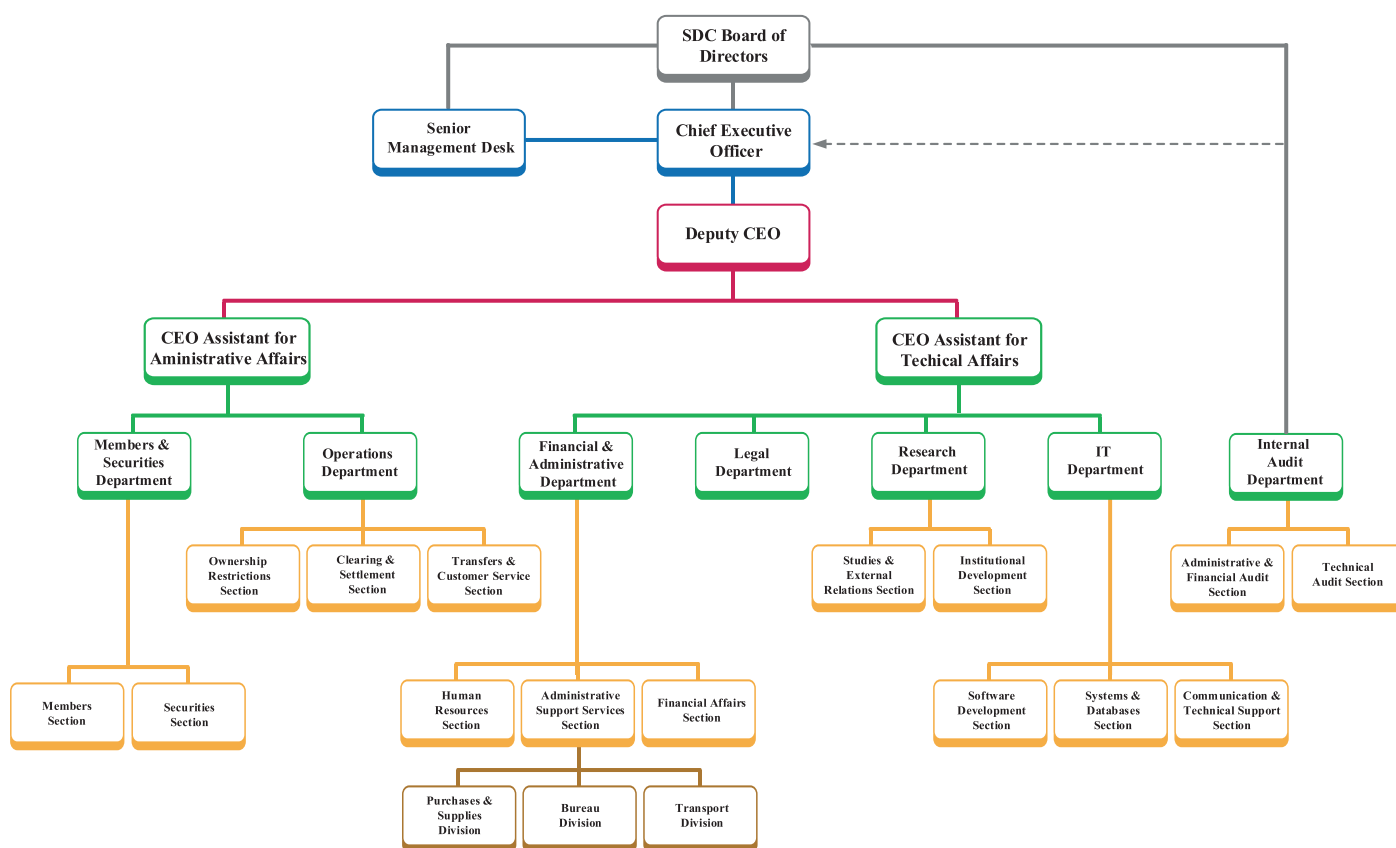 SDC Board of
Directors
Senior
Management Desk
Chief Executive
Officer
Deputy CEO
CEO Assistant for
Aministrative Affairs
CEO Assistant for
Techical Affairs
Members &
Securities
Department
Operations
Department
Financial &
Administrative
Department
Legal
Department
Research
Department
IT
Department
Internal
Audit
Department
Ownership
Restrictions
Section
Clearing &
Settlement
Section
Transfers &
Customer Service
Section
Studies &
External
Relations Section
Institutional
Development
Section
Administrative &
Financial Audit
Section
Technical
Audit Section
Members
Section
Securities
Section
Human
Resources
Section
Administrative
Support Services
Section
Financial Affairs
Section
Software
Development
Section
Systems &
Databases
Section
Communication &
Technical Support
Section
Purchases &
Supplies
Division
Bureau
Division
Transport
Division